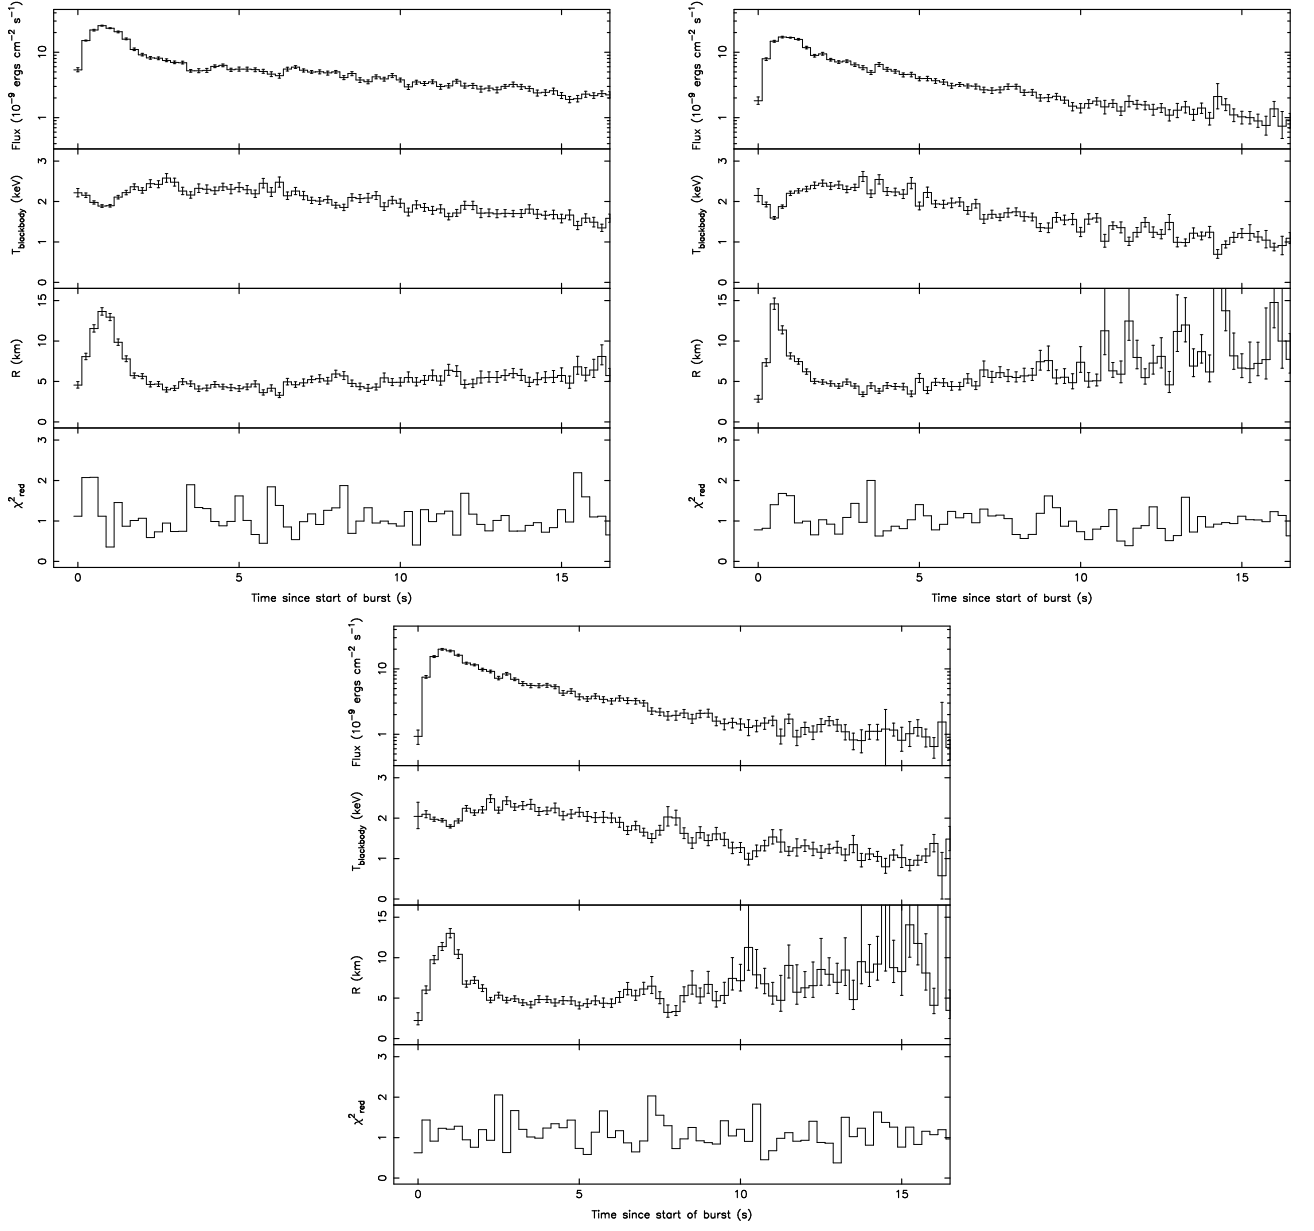 Flux (10⁻⁹ ergs cm⁻² s⁻¹)
10
1
T_blackbody (keV)
3
2
1
0
R (km)
15
10
5
0
χ²_red
3
2
1
0
0 5 10 15
Time since start of burst (s)
Flux (10⁻⁹ ergs cm⁻² s⁻¹)
10
1
T_blackbody (keV)
3
2
1
0
R (km)
15
10
5
0
χ²_red
3
2
1
0
0 5 10 15
Time since start of burst (s)
Flux (10⁻⁹ ergs cm⁻² s⁻¹)
10
1
T_blackbody (keV)
3
2
1
0
R (km)
15
10
5
0
χ²_red
3
2
1
0
0 5 10 15
Time since start of burst (s)